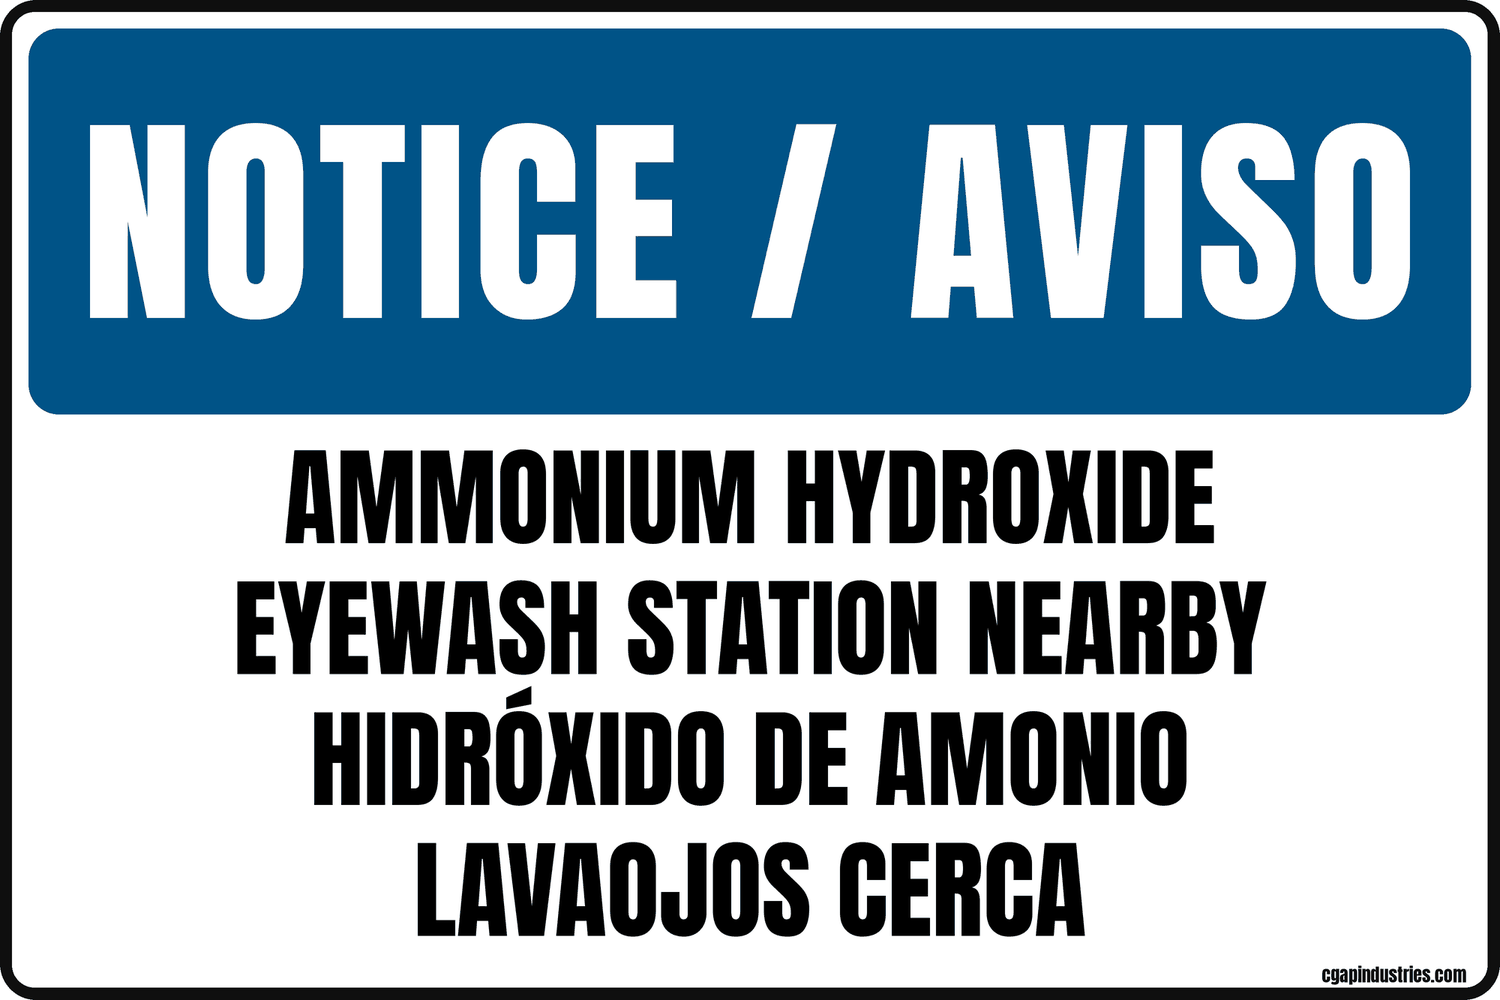 NOTICE / AVISO
AMMONIUM HYDROXIDE
EYEWASH STATION NEARBY
HIDRÓXIDO DE AMONIO
LAVAOJOS CERCA
cgapindustries.com